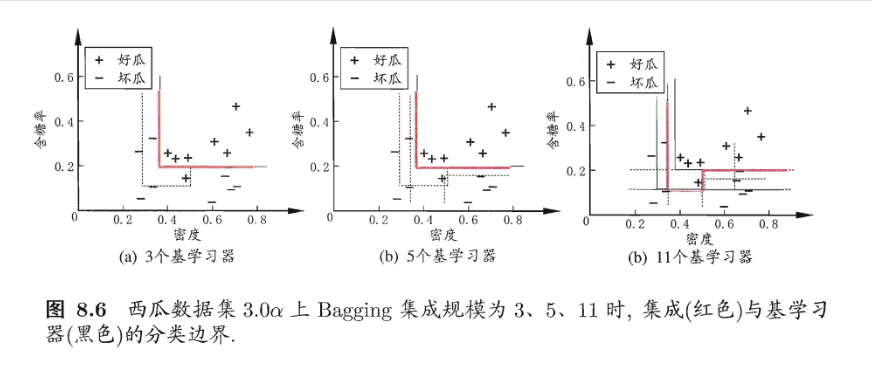 + 好瓜
− 坏瓜
含糖率
0.6
0.4
0.2
0
0.2
0.4
0.6
0.8
密度
(a) 3个基学习器
+ 好瓜
− 坏瓜
含糖率
0.6
0.4
0.2
0
0.2
0.4
0.6
0.8
密度
(b) 5个基学习器
+ 好瓜
− 坏瓜
含糖率
0.6
0.4
0.2
0
0.2
0.4
0.6
0.8
密度
(b) 11个基学习器
图 8.6 西瓜数据集 3.0α 上 Bagging 集成规模为 3、5、11 时, 集成(红色)与基学习
器(黑色)的分类边界.